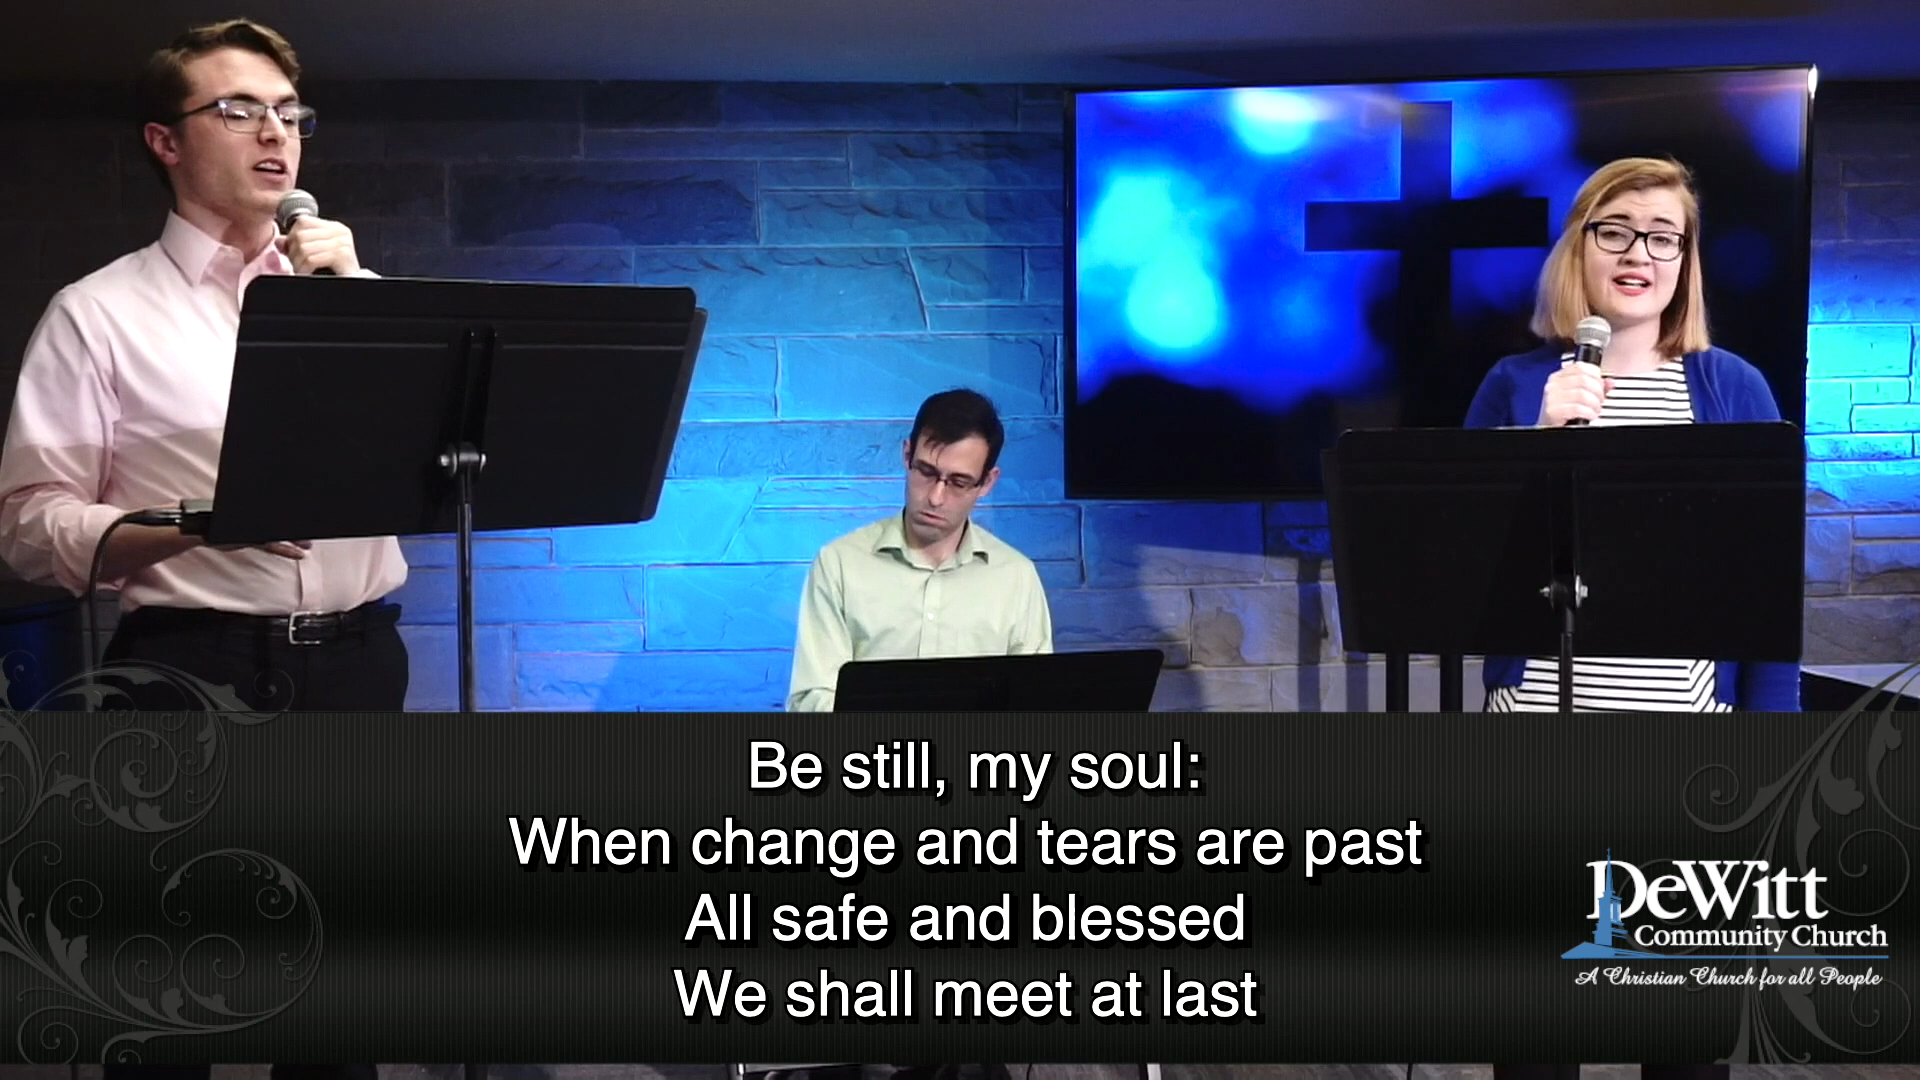 Be still, my soul:
When change and tears are past
All safe and blessed
We shall meet at last
DeWitt
Community Church
A Christian Church for all People